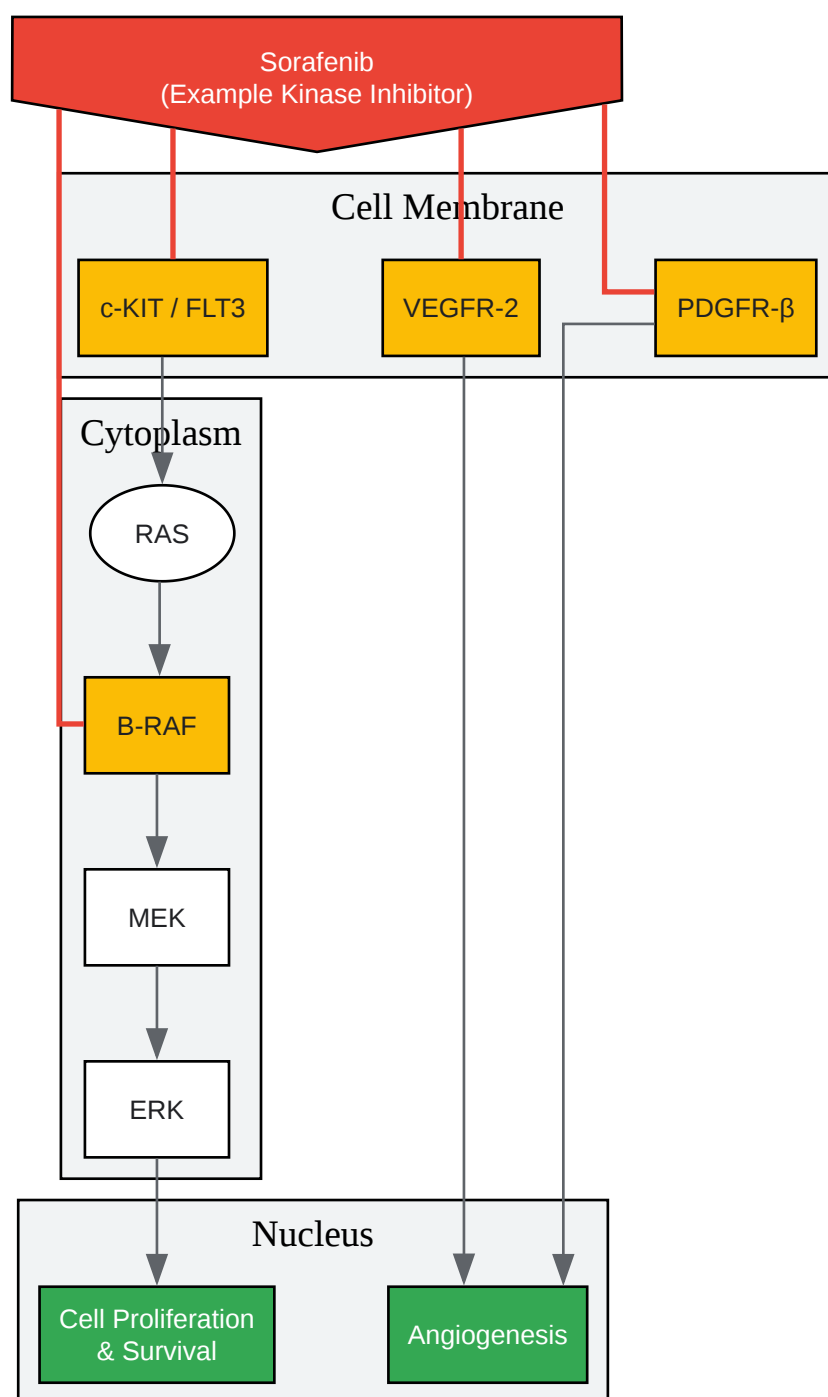 Sorafenib
(Example Kinase Inhibitor)
Cell Membrane
c-KIT / FLT3
VEGFR-2
PDGFR-β
Cytoplasm
RAS
B-RAF
MEK
ERK
Nucleus
Cell Proliferation
& Survival
Angiogenesis